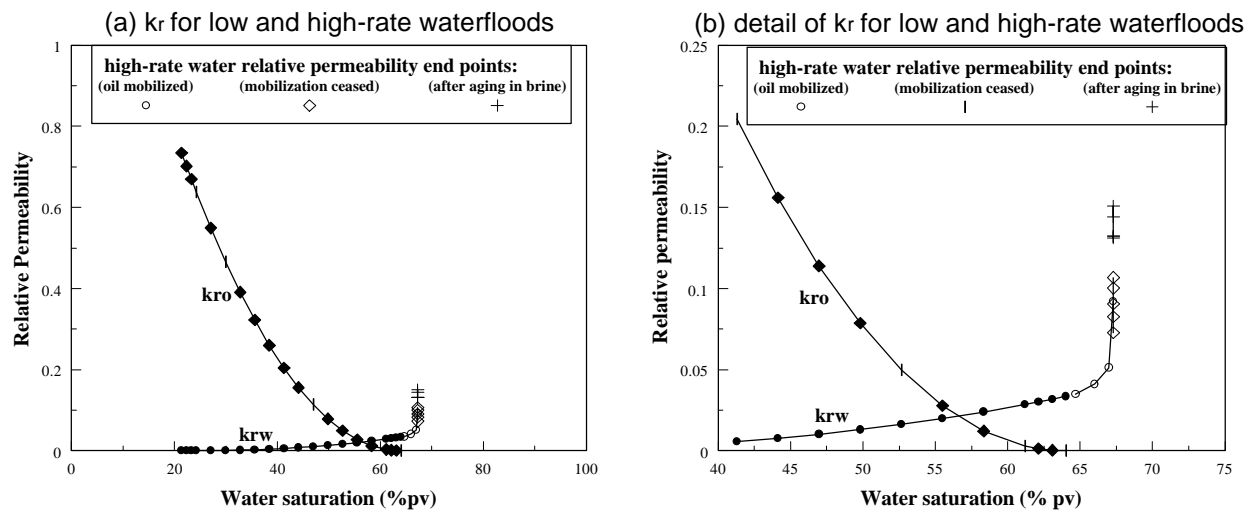 (a) kr for low and high-rate waterfloods
1
high-rate water relative permeability end points:
(oil mobilized) (mobilization ceased) (after aging in brine)
0.8
0.6
0.4
0.2
0
Relative Permeability
kro
krw
0 20 40 60 80 100
Water saturation (%pv)
(b) detail of kr for low and high-rate waterfloods
0.25
high-rate water relative permeability end points:
(oil mobilized) (mobilization ceased) (after aging in brine)
0.2
0.15
0.1
0.05
0
Relative permeability
kro
krw
40 45 50 55 60 65 70 75
Water saturation (% pv)